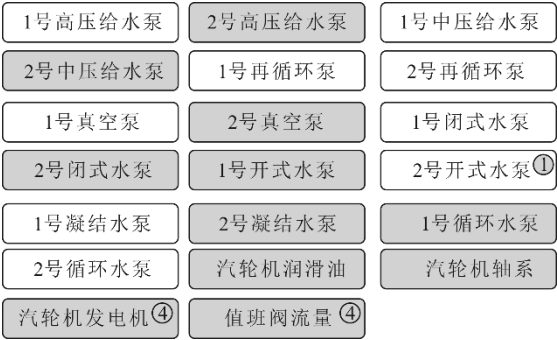 1号高压给水泵 2号高压给水泵 1号中压给水泵
2号中压给水泵 1号再循环泵 2号再循环泵
1号真空泵 2号真空泵 1号闭式水泵
2号闭式水泵 1号开式水泵 2号开式水泵①
1号凝结水泵 2号凝结水泵 1号循环水泵
2号循环水泵 汽轮机润滑油 汽轮机轴系
汽轮机发电机④ 值班阀流量④